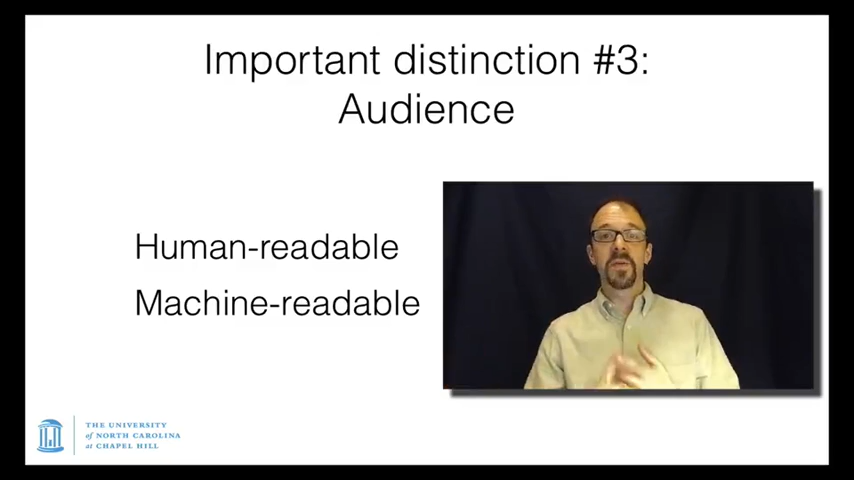 Important distinction #3:
Audience
Human-readable
Machine-readable
THE UNIVERSITY
of NORTH CAROLINA
at CHAPEL HILL